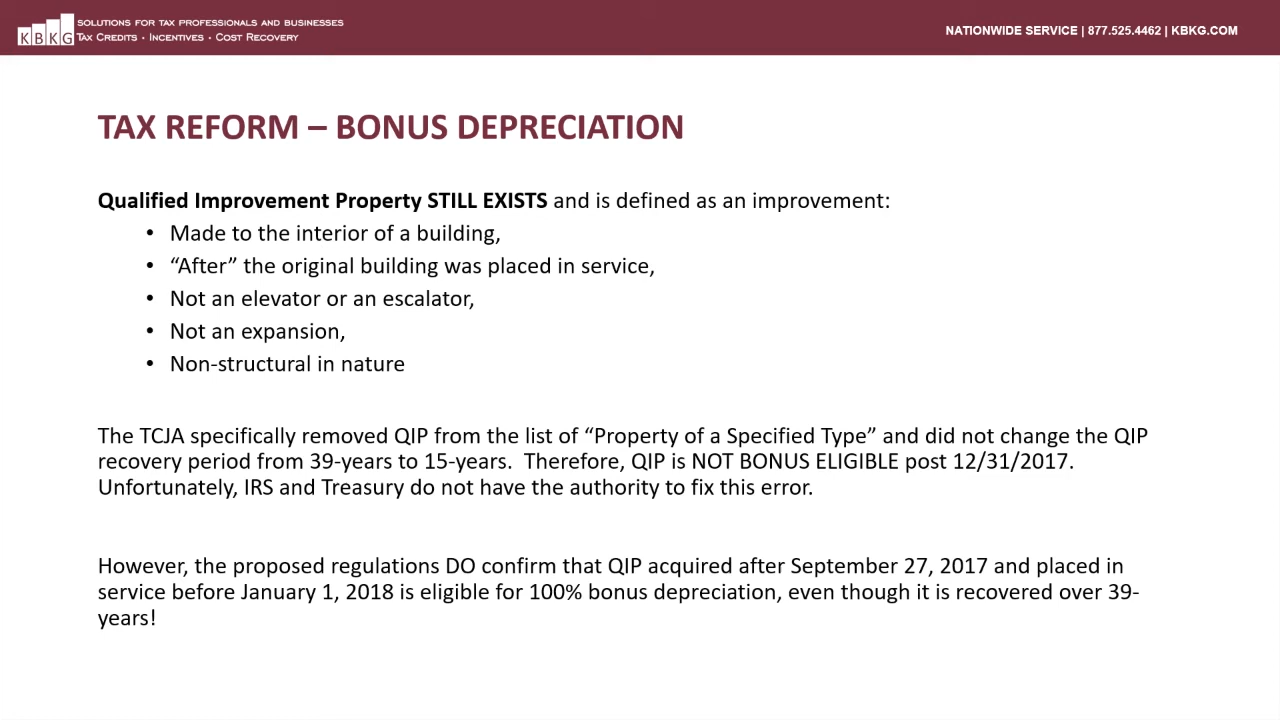 KBKG
SOLUTIONS FOR TAX PROFESSIONALS AND BUSINESSES
TAX CREDITS · INCENTIVES · COST RECOVERY
NATIONWIDE SERVICE | 877.525.4462 | KBKG.COM
TAX REFORM – BONUS DEPRECIATION
Qualified Improvement Property STILL EXISTS and is defined as an improvement:
• Made to the interior of a building,
• “After” the original building was placed in service,
• Not an elevator or an escalator,
• Not an expansion,
• Non-structural in nature
The TCJA specifically removed QIP from the list of “Property of a Specified Type” and did not change the QIP
recovery period from 39-years to 15-years. Therefore, QIP is NOT BONUS ELIGIBLE post 12/31/2017.
Unfortunately, IRS and Treasury do not have the authority to fix this error.
However, the proposed regulations DO confirm that QIP acquired after September 27, 2017 and placed in
service before January 1, 2018 is eligible for 100% bonus depreciation, even though it is recovered over 39-
years!